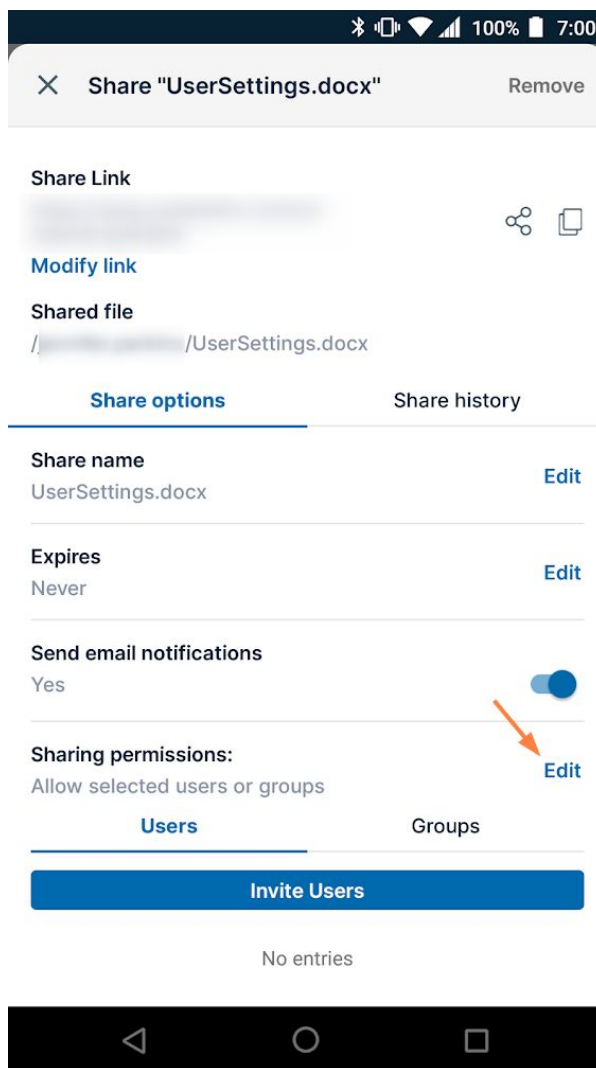 100% 7:00
Share "UserSettings.docx" Remove
Share Link
Modify link
Shared file
/ /UserSettings.docx
Share options Share history
Share name
Edit
UserSettings.docx
Expires
Edit
Never
Send email notifications
Yes
Sharing permissions:
Edit
Allow selected users or groups
Users Groups
Invite Users
No entries